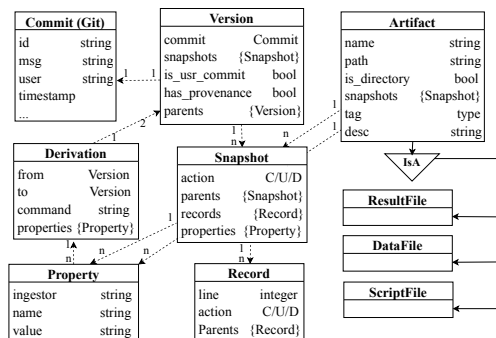 Commit (Git)
id string
msg string
user string
timestamp
...
Version
commit Commit
snapshots {Snapshot}
is_usr_commit bool
has_provenance bool
parents {Version}
Artifact
name string
path string
is_directory bool
snapshots {Snapshot}
tag type
desc string
1 1
1 2
1
n
1
n
1
Derivation
from Version
to Version
command string
properties {Property}
Snapshot
action C/U/D
parents {Snapshot}
records {Record}
properties {Property}
IsA
ResultFile
DataFile
ScriptFile
1
n
1
n
n
1
n
Property
ingestor string
name string
value string
Record
line integer
action C/U/D
Parents {Record}